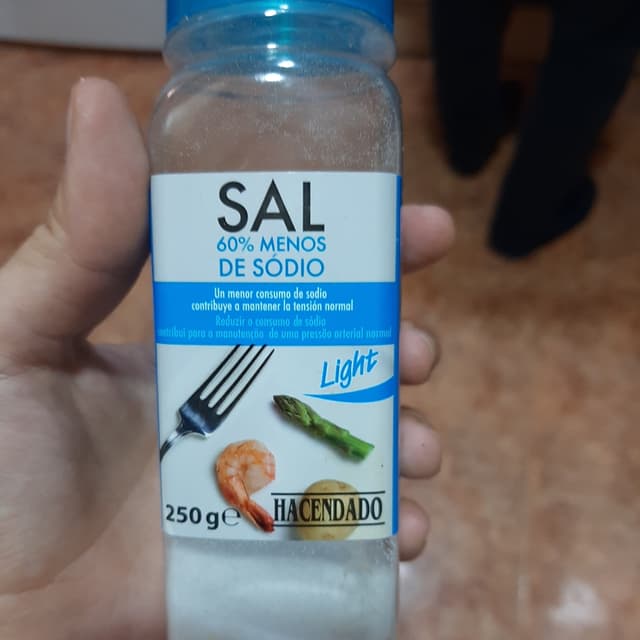 SAL
60% MENOS
DE SÓDIO
Un menor consumo de sodio
contribuye a mantener la tensión normal
Reduzir o consumo de sódio
contribui para a manutenção de uma pressão arterial normal
Light
250 g℮
HACENDADO